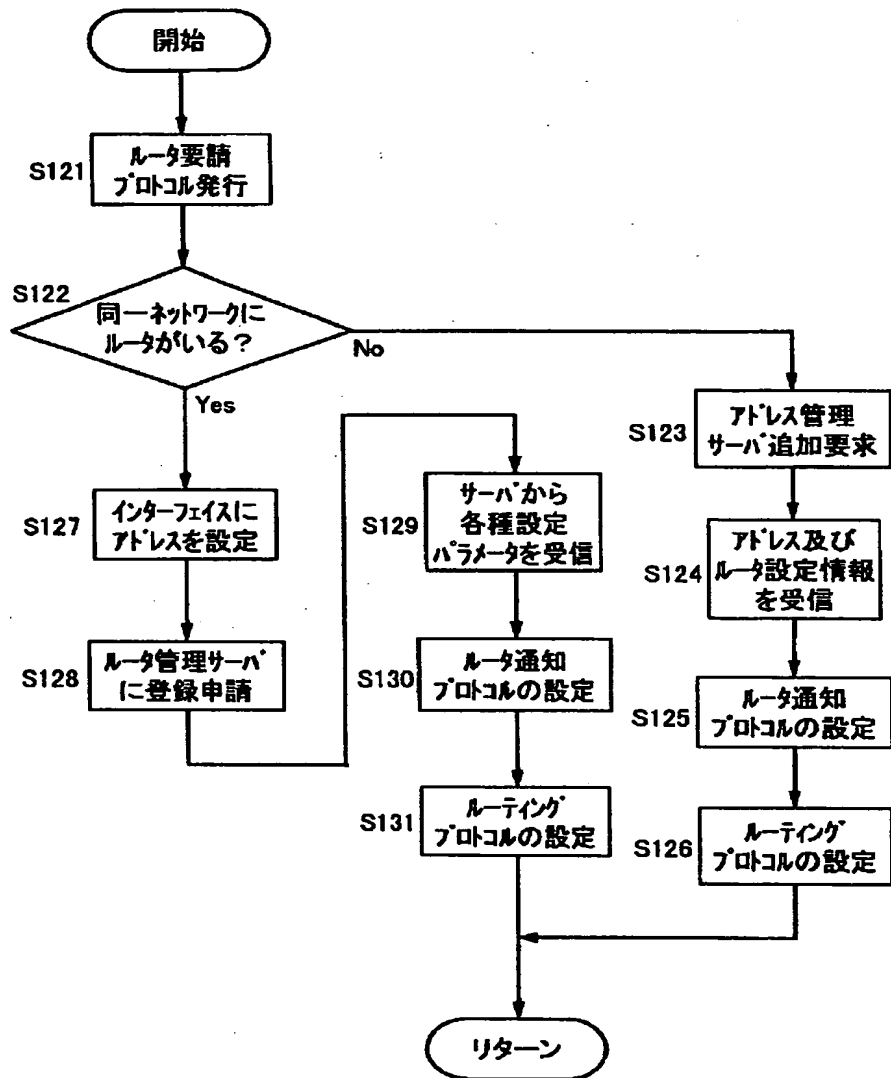 開始
S121
ルータ要請
プロトコル発行
S122
同一ネットワークに
ルータがいる?
No
Yes
S127
インターフェイスに
アドレスを設定
S128
ルータ管理サーバ
に登録申請
S129
サーバから
各種設定
パラメータを受信
S130
ルータ通知
プロトコルの設定
S131
ルーティング
プロトコルの設定
S123
アドレス管理
サーバ追加要求
S124
アドレス及び
ルータ設定情報
を受信
S125
ルータ通知
プロトコルの設定
S126
ルーティング
プロトコルの設定
リターン